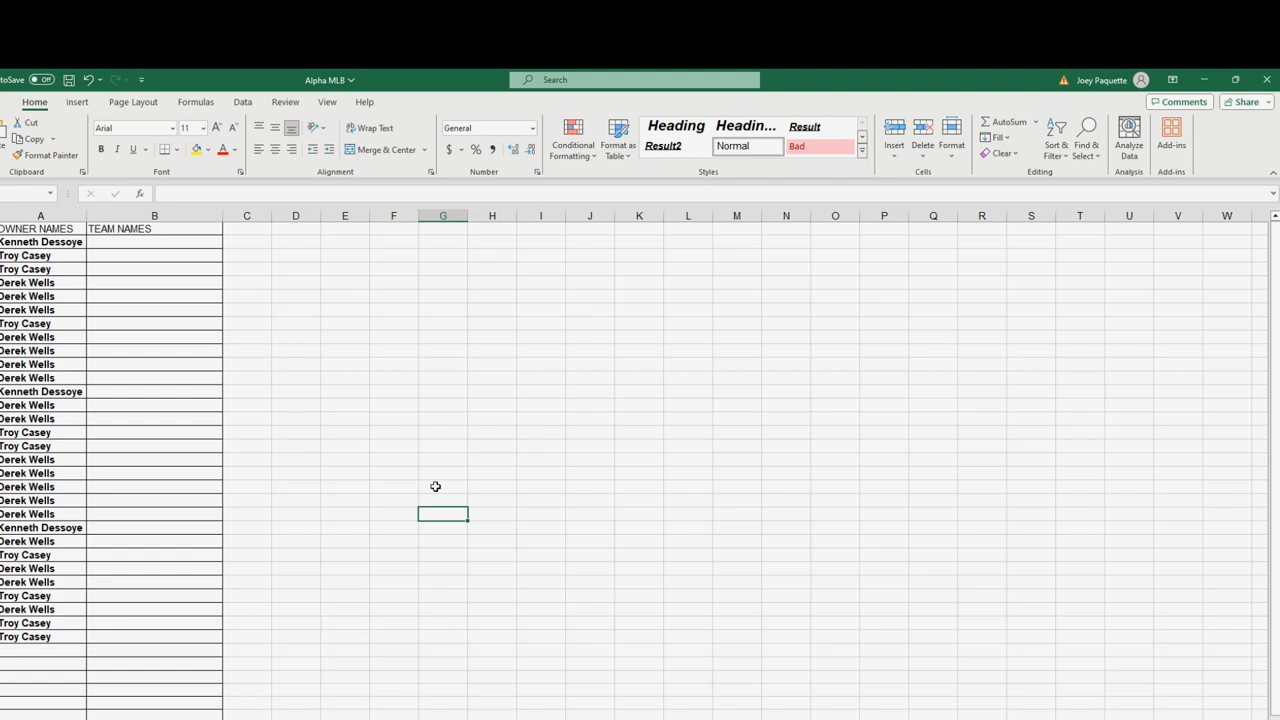 utoSave Off Alpha MLB Search Joey Paquette
Home Insert Page Layout Formulas Data Review View Help Comments Share
Cut
Copy
Format Painter
Clipboard
Arial 11
B I U
Font
Wrap Text
Merge & Center
Alignment
General
$ %
Number
Conditional Formatting
Format as Table
Heading Headin... Result
Result2 Normal Bad
Styles
Insert Delete Format
Cells
AutoSum
Fill
Clear
Sort & Filter
Find & Select
Editing
Analyze Data
Analysis
Add-ins
Add-ins
fx
A B C D E F G H I J K L M N O P Q R S T U V W
OWNER NAMES TEAM NAMES
Kenneth Dessoye
Troy Casey
Troy Casey
Derek Wells
Derek Wells
Derek Wells
Troy Casey
Derek Wells
Derek Wells
Derek Wells
Derek Wells
Kenneth Dessoye
Derek Wells
Derek Wells
Troy Casey
Troy Casey
Derek Wells
Derek Wells
Derek Wells
Derek Wells
Derek Wells
Kenneth Dessoye
Derek Wells
Troy Casey
Derek Wells
Derek Wells
Troy Casey
Derek Wells
Troy Casey
Troy Casey